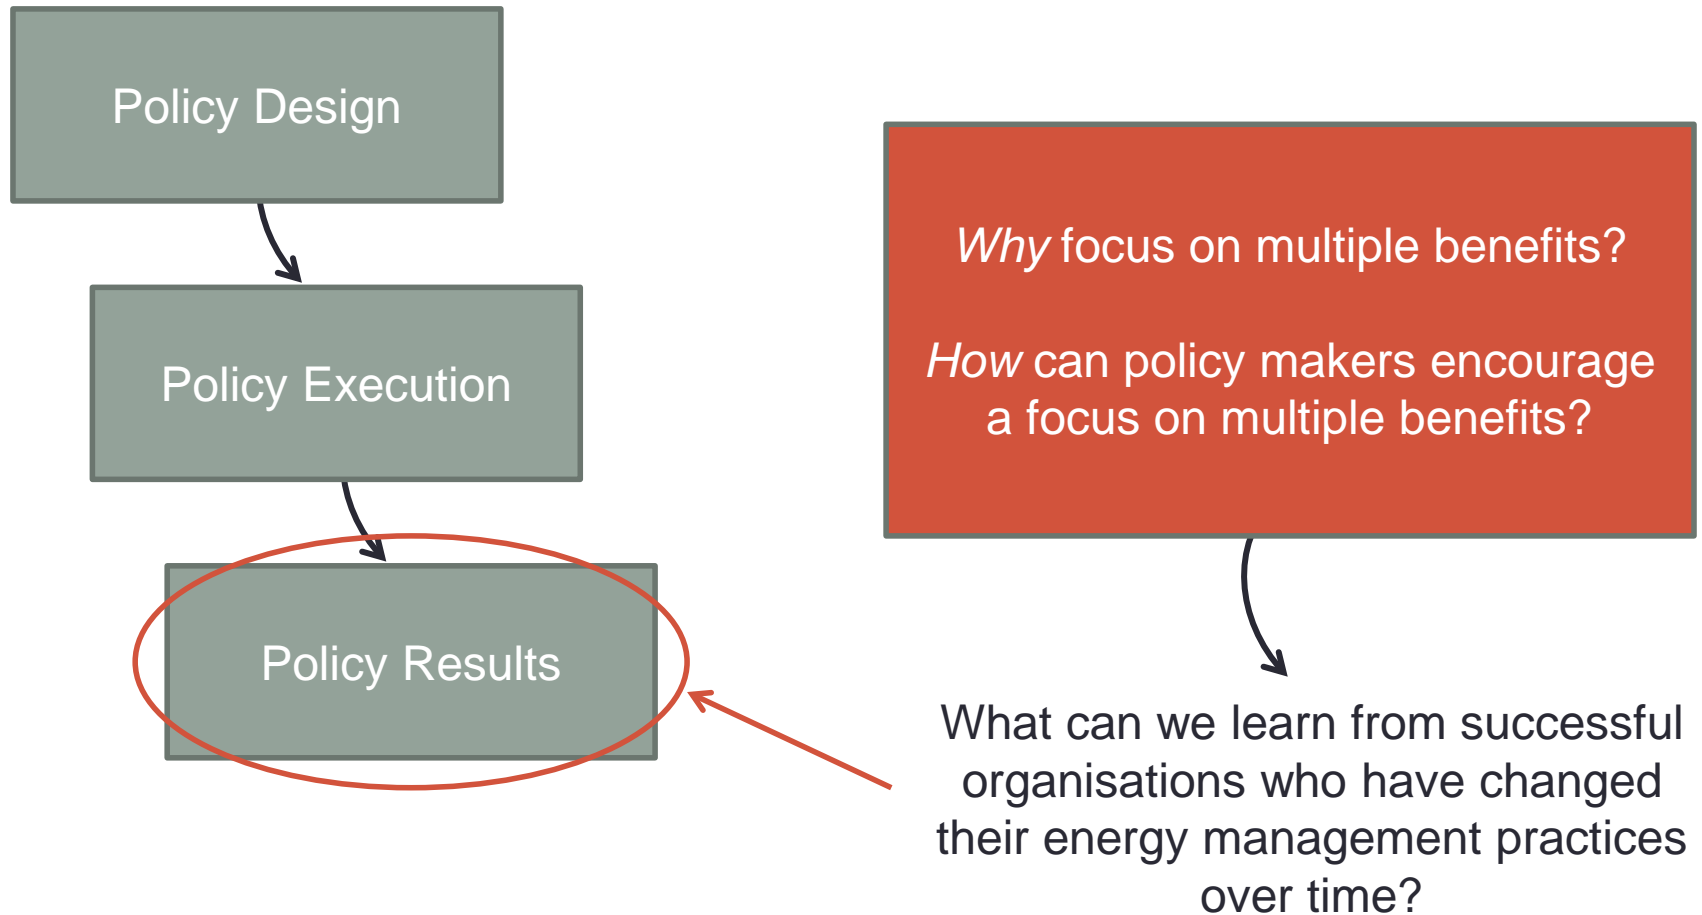 Policy Design
Policy Execution
Policy Results
Why focus on multiple benefits?
How can policy makers encourage
a focus on multiple benefits?
What can we learn from successful
organisations who have changed
their energy management practices
over time?